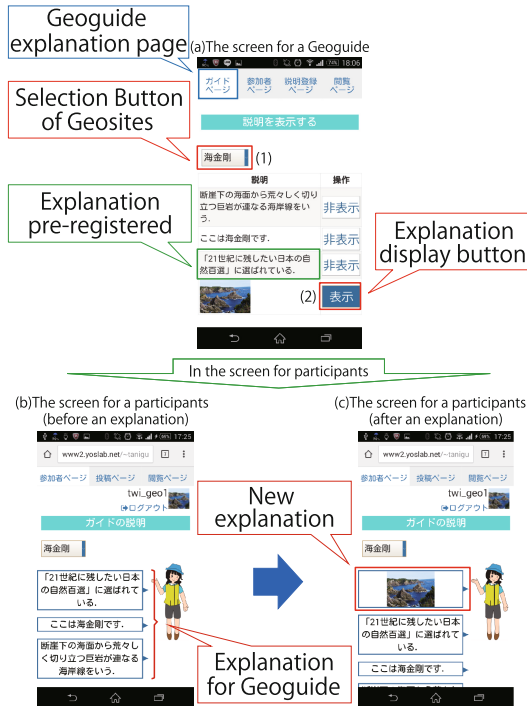 Geoguide
explanation page
(a)The screen for a Geoguide
74% 18:06
ガイド
ページ
参加者
ページ
説明登録
ページ
閲覧
ページ
Selection Button
of Geosites
説明を表示する
海金剛
(1)
説明
操作
断崖下の海面から荒々しく切り
立つ巨岩が連なる海岸線をい
う.
非表示
Explanation
pre-registered
ここは海金剛です.
非表示
「21世紀に残したい日本の自
然百選」に選ばれている.
非表示
Explanation
display button
(2)
表示
In the screen for participants
(b)The screen for a participants
(before an explanation)
17:25
www2.yoslab.net/~tanigu
参加者ページ
投稿ページ
閲覧ページ
twi_geo1
ログアウト
ガイドの説明
海金剛
「21世紀に残したい日本
の自然百選」に選ばれて
いる.
ここは海金剛です.
断崖下の海面から荒々し
く切り立つ巨岩が連なる
海岸線をいう.
New
explanation
Explanation
for Geoguide
(c)The screen for a participants
(after an explanation)
17:25
www2.yoslab.net/~tanigu
参加者ページ
投稿ページ
閲覧ページ
twi_geo1
ログアウト
ガイドの説明
海金剛
「21世紀に残したい日本
の自然百選」に選ばれて
いる.
ここは海金剛です.